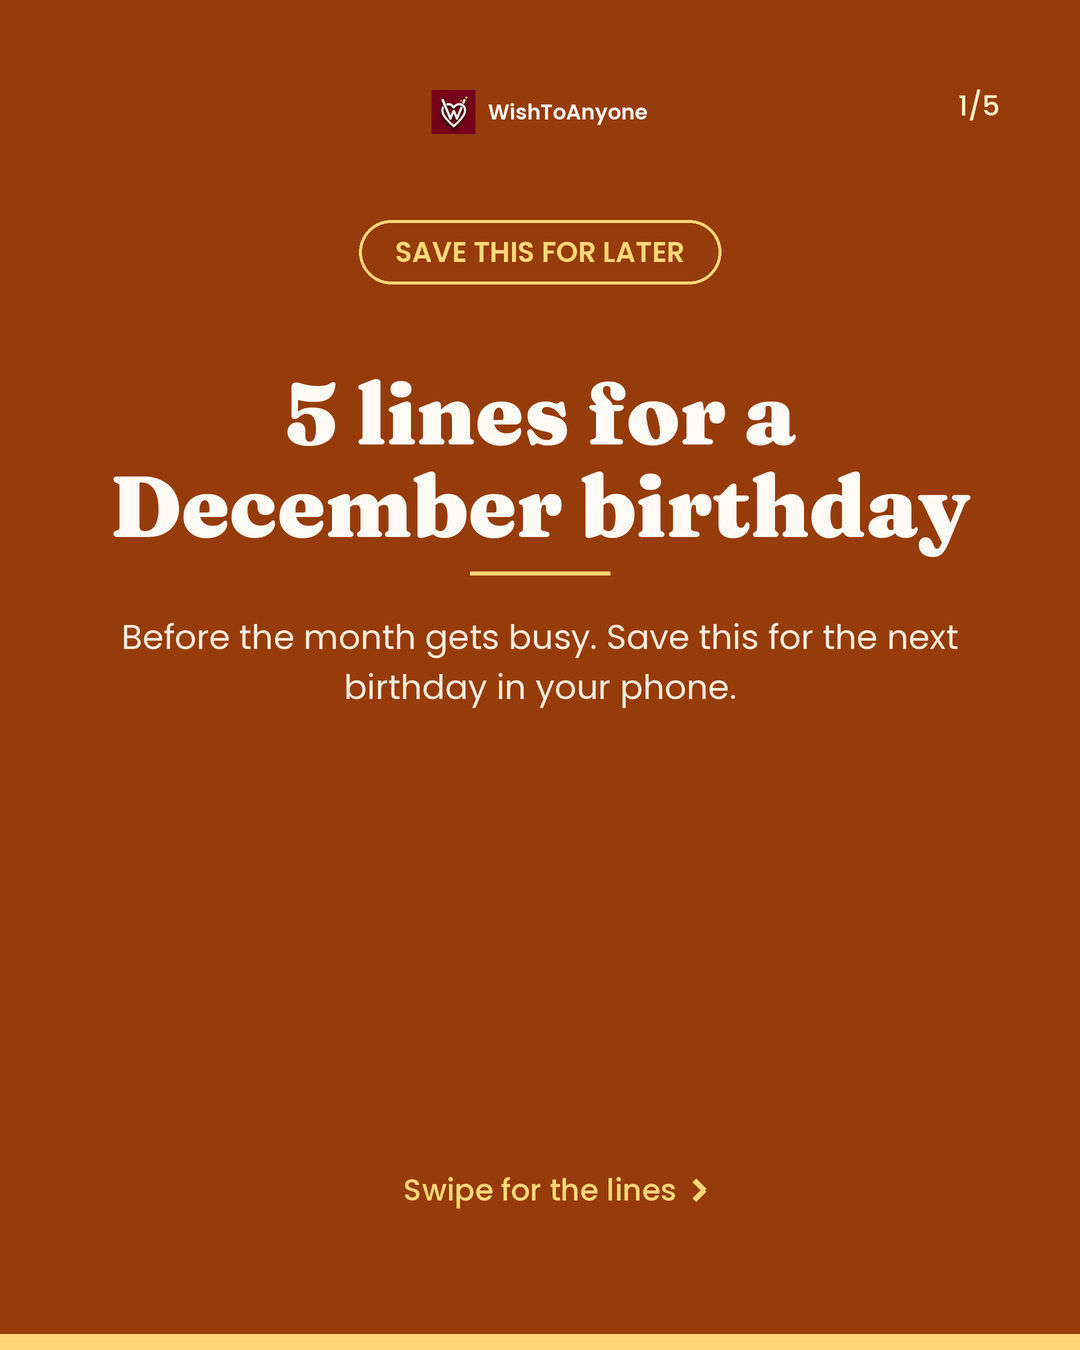 WishToAnyone
1/5
SAVE THIS FOR LATER
5 lines for a
December birthday
Before the month gets busy. Save this for the next
birthday in your phone.
Swipe for the lines